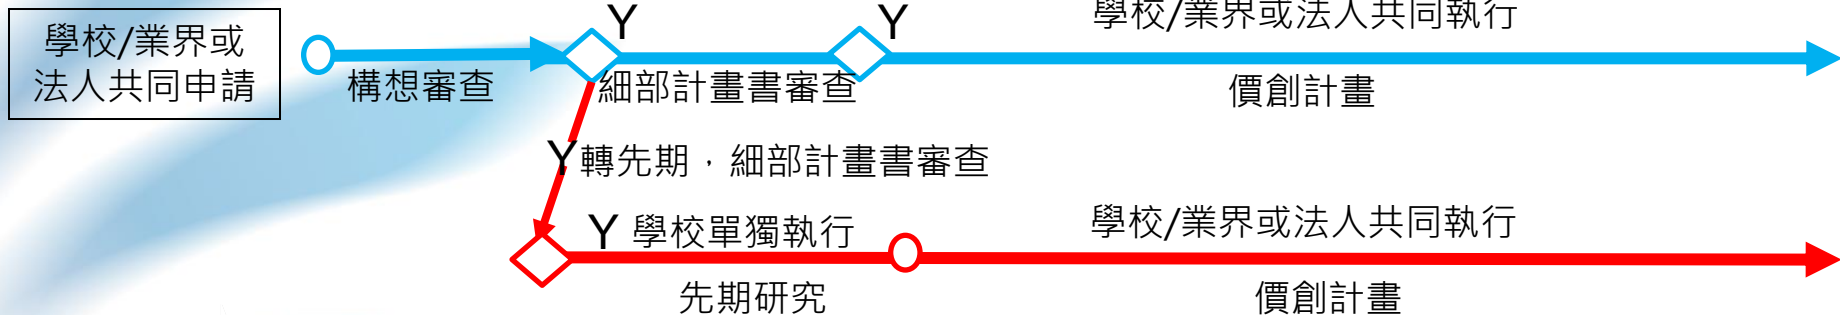 Y
Y
學校/業界或法人共同執行
學校/業界或
法人共同申請
構想審查
細部計畫書審查
價創計畫
Y
轉先期，細部計畫書審查
Y
學校單獨執行
學校/業界或法人共同執行
先期研究
價創計畫